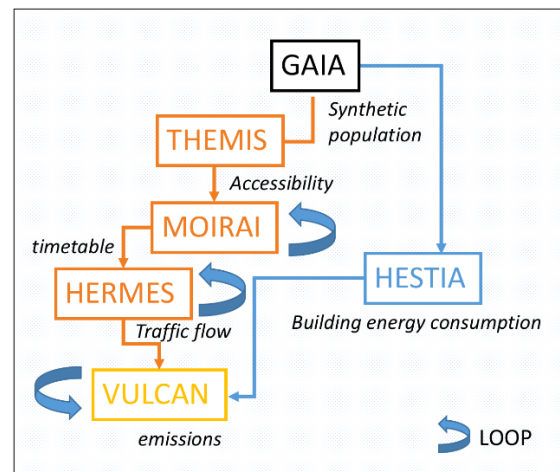 GAIA
Synthetic
population
THEMIS
Accessibility
MOIRAI
timetable
HERMES
HESTIA
Traffic flow
Building energy consumption
VULCAN
emissions
LOOP